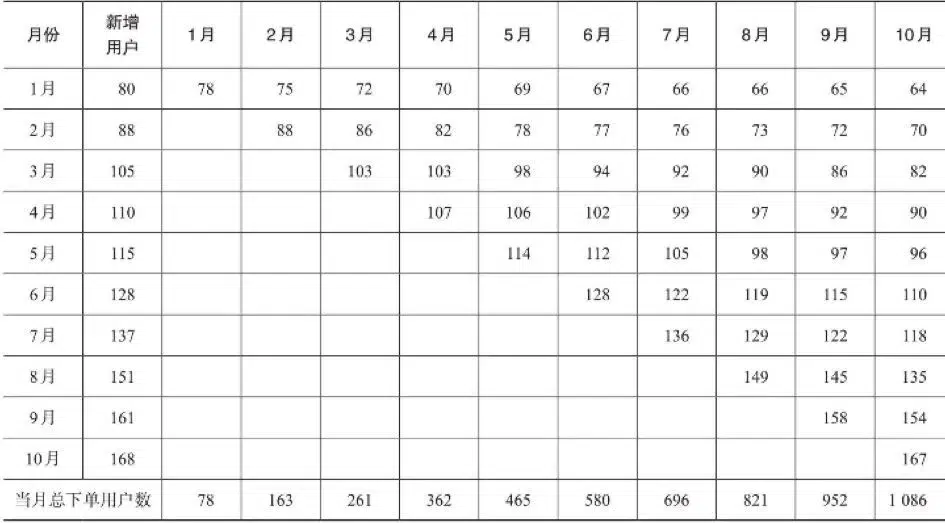 月份 新增用户 1月 2月 3月 4月 5月 6月 7月 8月 9月 10月
1月 80 78 75 72 70 69 67 66 66 65 64
2月 88 88 86 82 78 77 76 73 72 70
3月 105 103 103 98 94 92 90 86 82
4月 110 107 106 102 99 97 92 90
5月 115 114 112 105 98 97 96
6月 128 128 122 119 115 110
7月 137 136 129 122 118
8月 151 149 145 135
9月 161 158 154
10月 168 167
当月总下单用户数 78 163 261 362 465 580 696 821 952 1 086